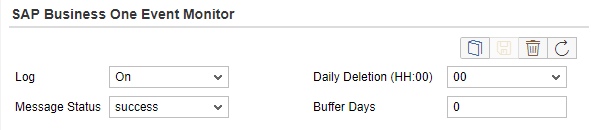 SAP Business One Event Monitor
Log On Daily Deletion (HH:00) 00
Message Status success Buffer Days 0